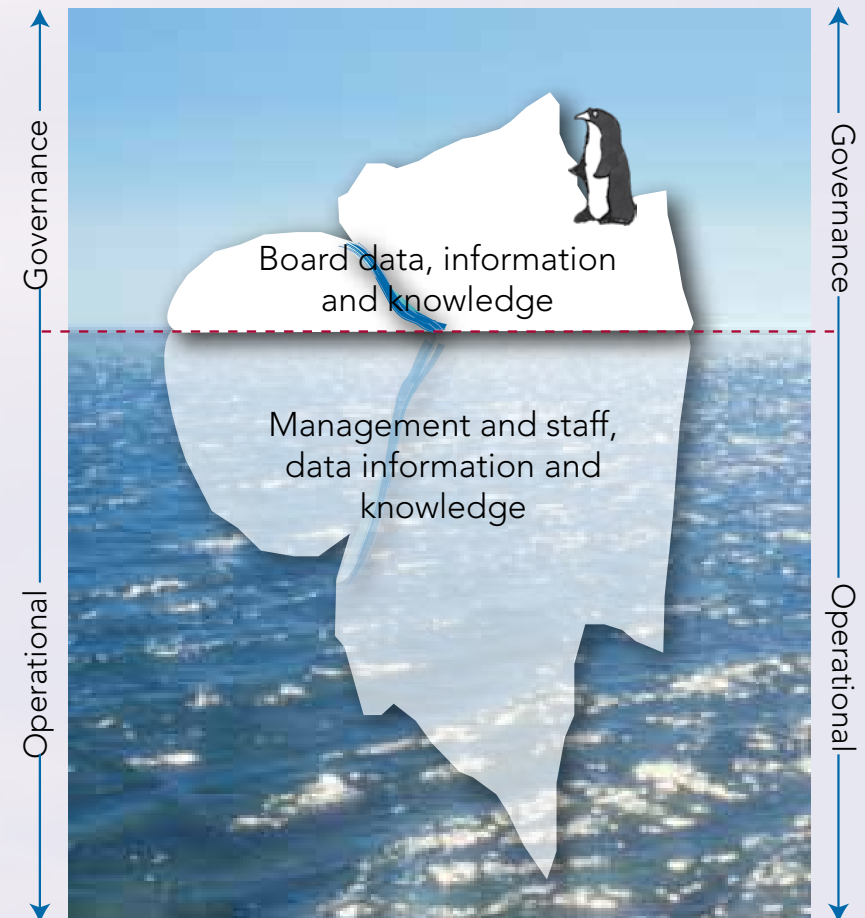 Governance
Governance
Board data, information
and knowledge
Management and staff,
data information and
knowledge
Operational
Operational